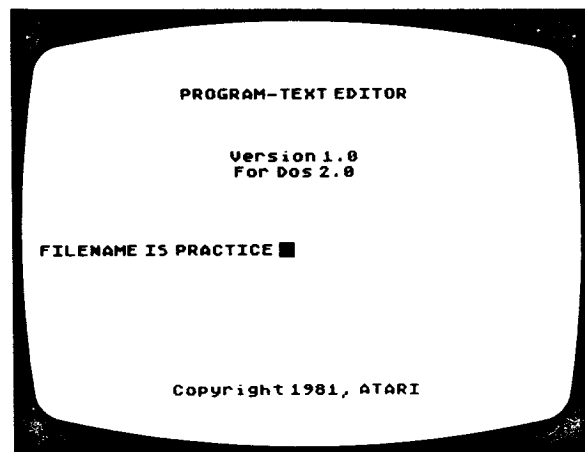 PROGRAM-TEXT EDITOR
Version 1.0
For Dos 2.0
FILENAME IS PRACTICE
Copyright 1981, ATARI